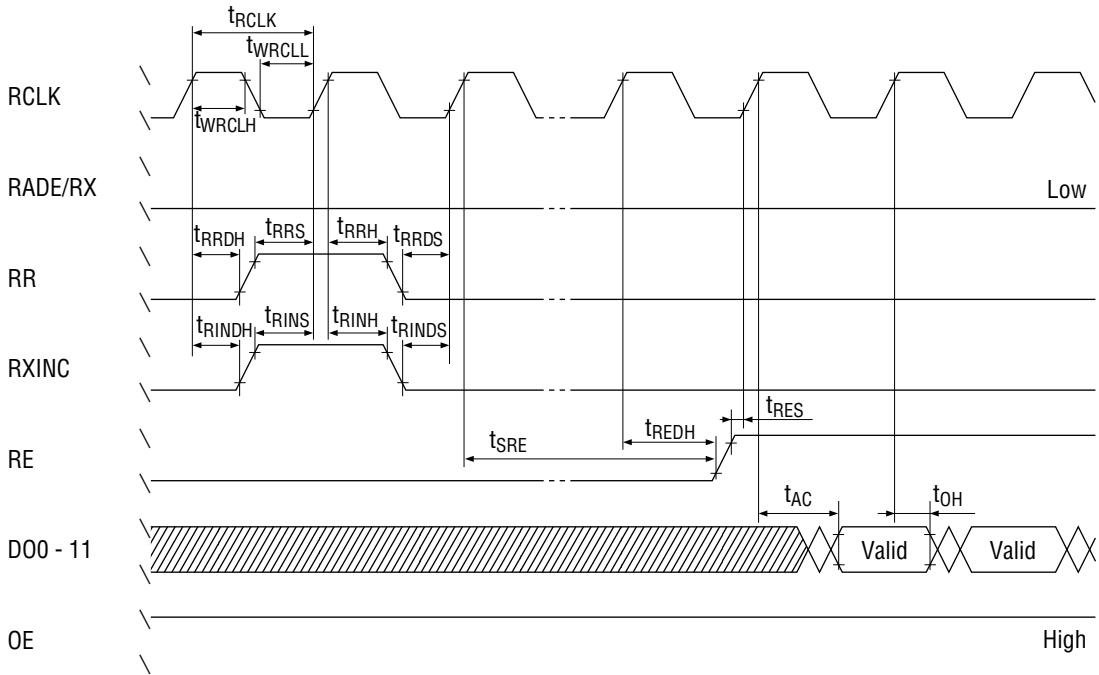 tRCLK
tWRCLL
RCLK
tWRCLH
RADE/RX
Low
tRRDH tRRS tRRH tRRDS
RR
tRINDH tRINS tRINH tRINDS
RXINC
tRES
tREDH
tSRE
RE
tAC tOH
DO0 - 11 Valid Valid
OE
High